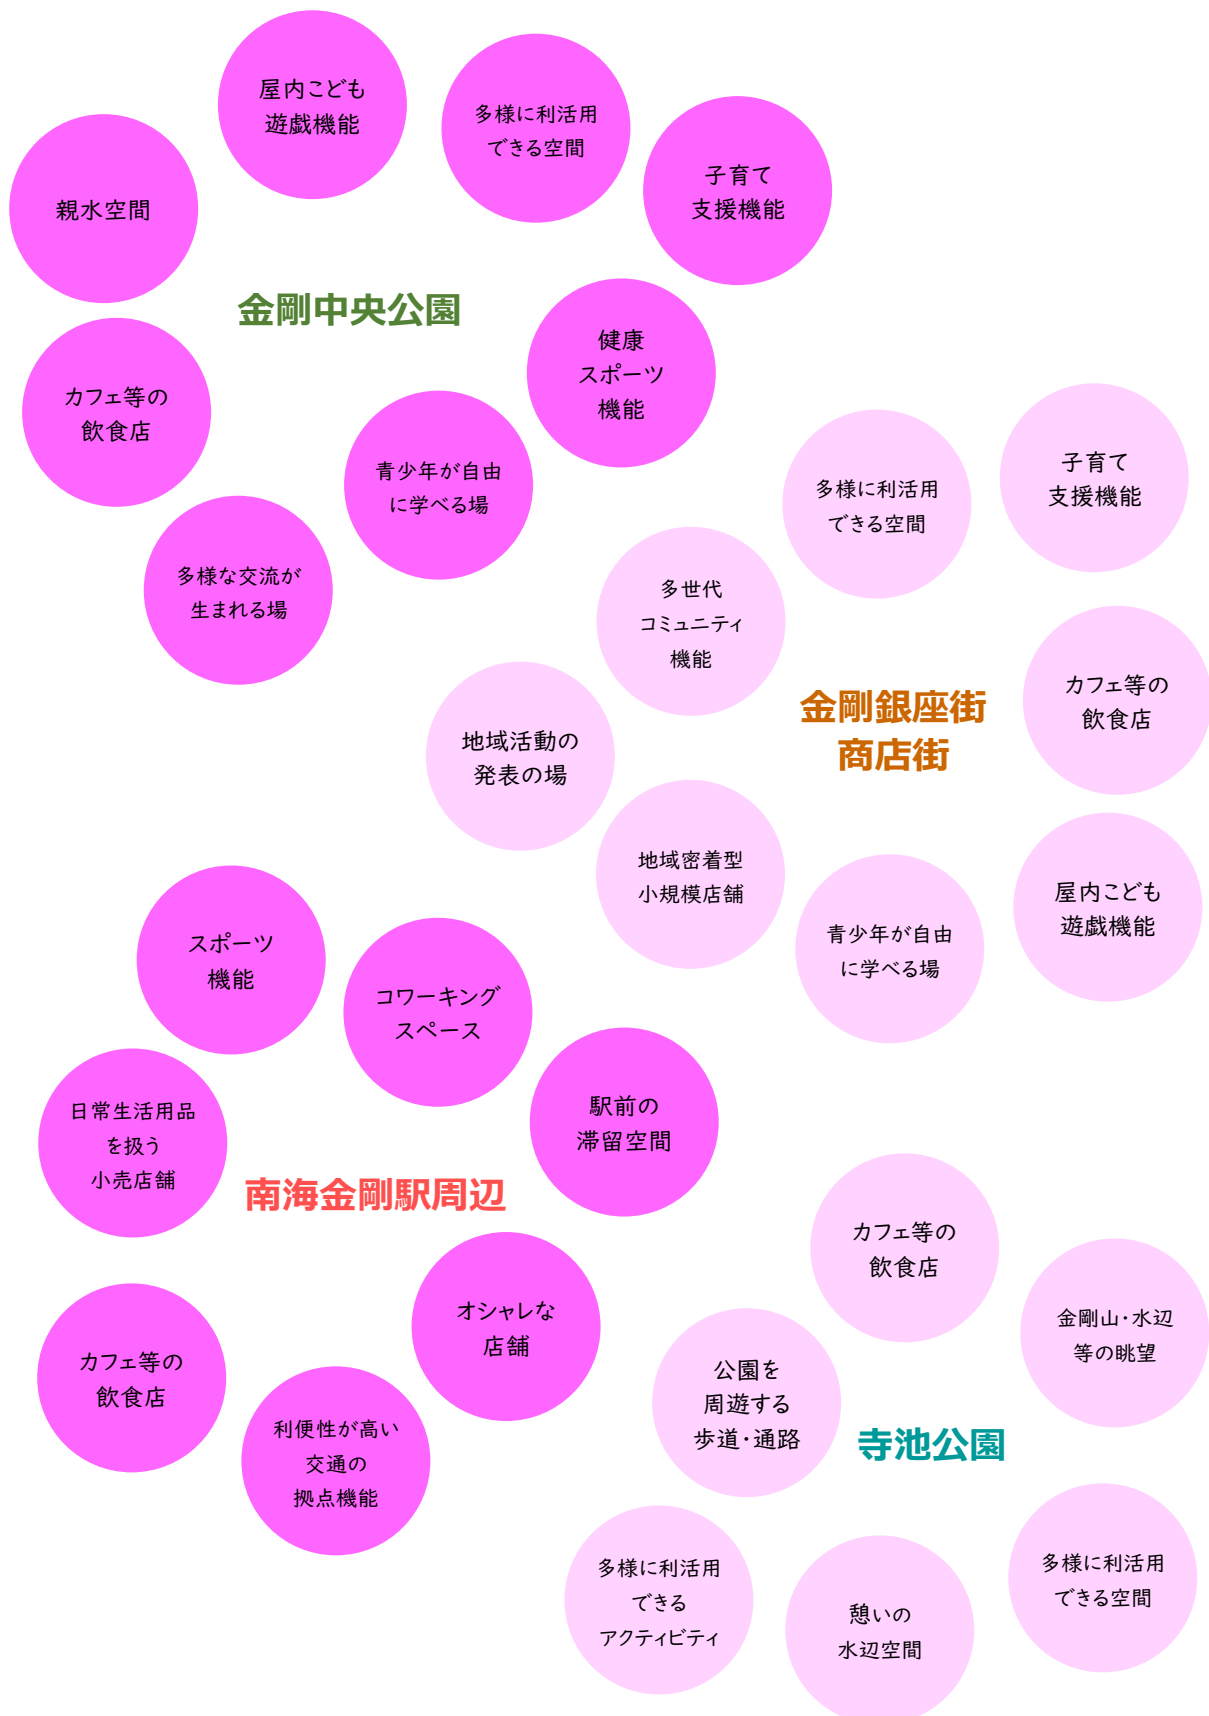 屋内こども
遊戯機能
多様に利活用
できる空間
子育て
支援機能
親水空間
金剛中央公園
健康
スポーツ
機能
カフェ等の
飲食店
青少年が自由
に学べる場
多様な交流が
生まれる場
子育て
支援機能
多様に利活用
できる空間
多世代
コミュニティ
機能
金剛銀座街
商店街
カフェ等の
飲食店
地域活動の
発表の場
地域密着型
小規模店舗
青少年が自由
に学べる場
屋内こども
遊戯機能
スポーツ
機能
コワーキング
スペース
日常生活用品
を扱う
小売店舗
駅前の
滞留空間
南海金剛駅周辺
オシャレな
店舗
カフェ等の
飲食店
利便性が高い
交通の
拠点機能
カフェ等の
飲食店
金剛山・水辺
等の眺望
公園を
周遊する
歩道・通路
寺池公園
多様に利活用
できる
アクティビティ
憩いの
水辺空間
多様に利活用
できる空間